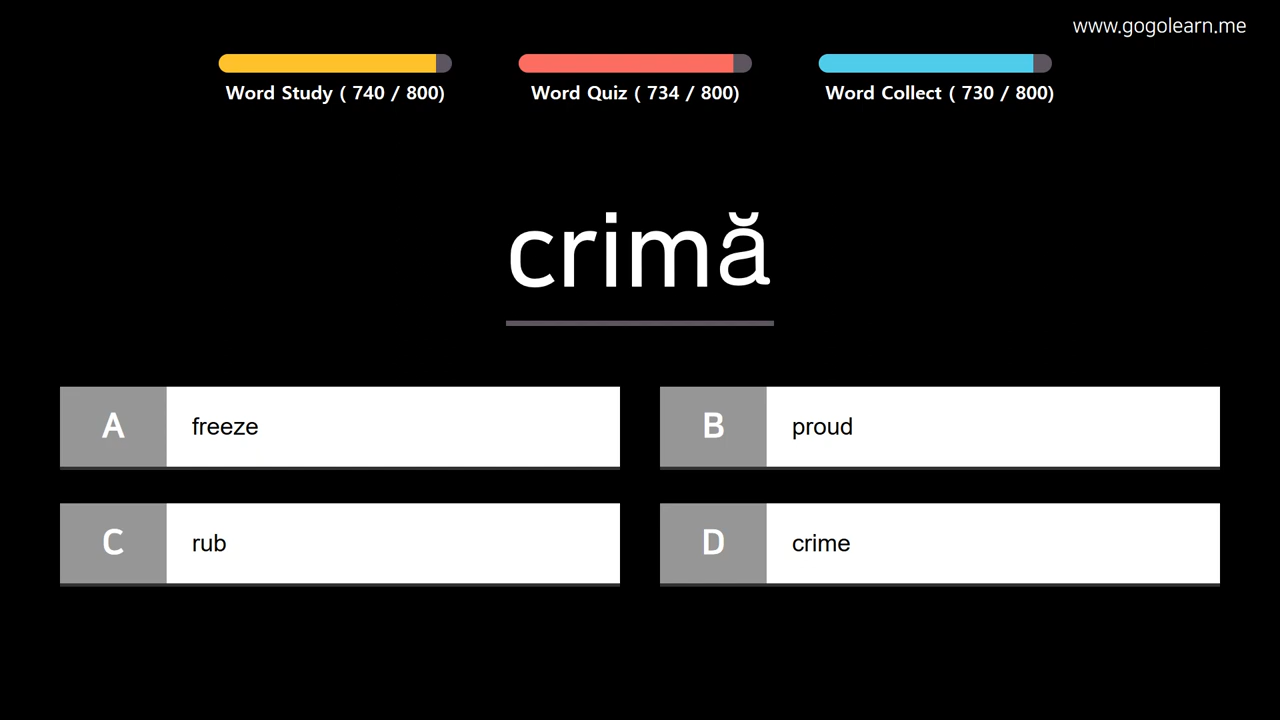 www.gogolearn.me
Word Study ( 740 / 800)
Word Quiz ( 734 / 800)
Word Collect ( 730 / 800)
crimă
A freeze
B proud
C rub
D crime